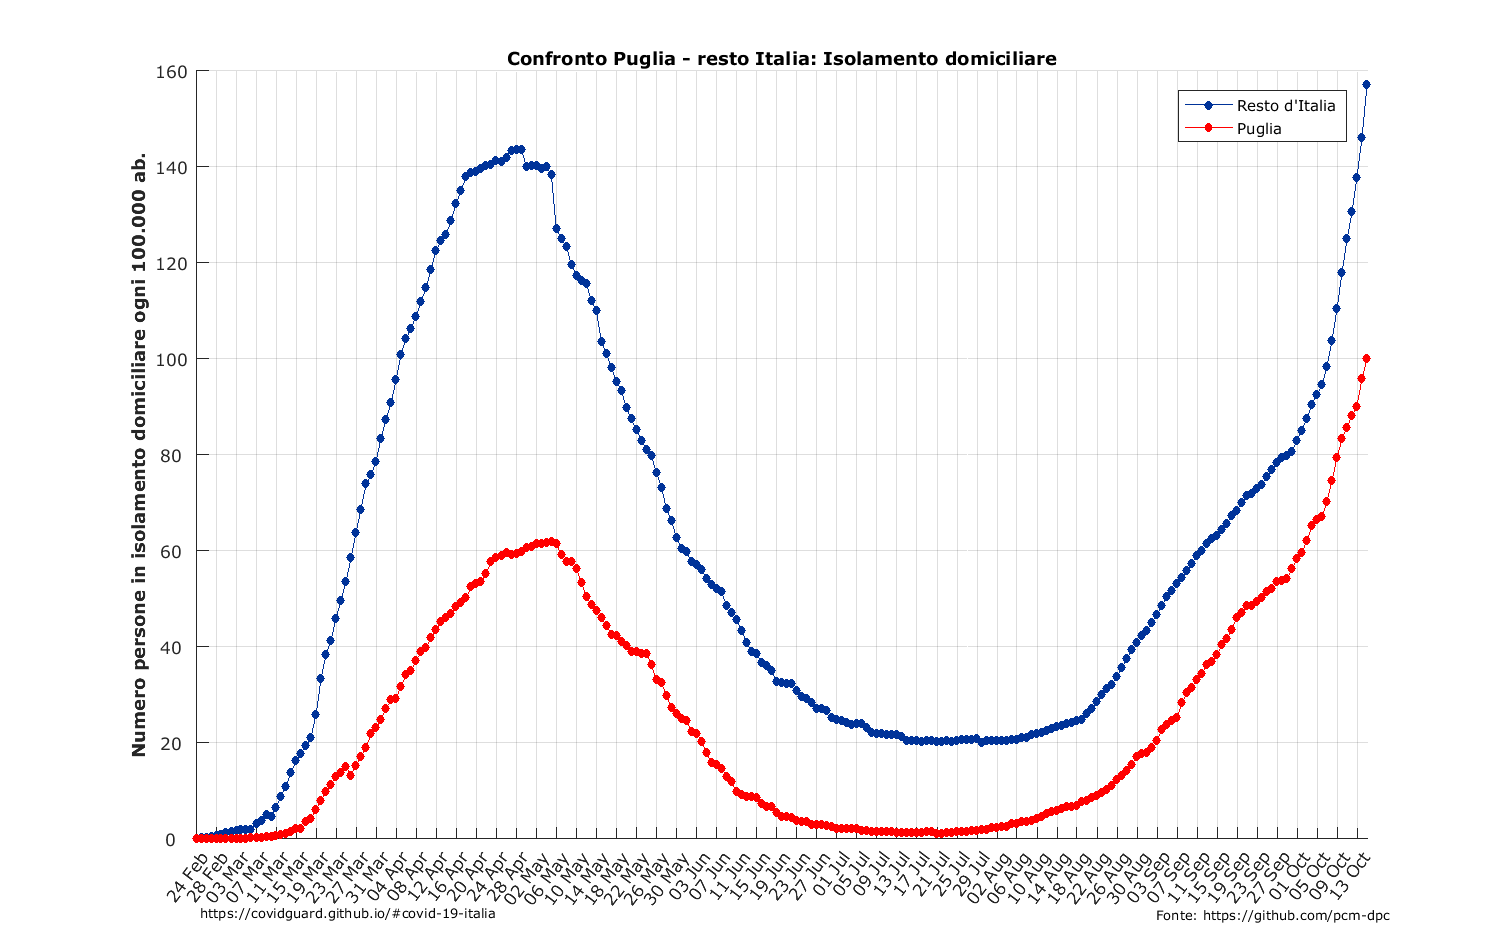 Confronto Puglia - resto Italia: Isolamento domiciliare
Numero persone in isolamento domiciliare ogni 100.000 ab.
160
140
120
100
80
60
40
20
0
Resto d'Italia
Puglia
24 Feb
28 Feb
03 Mar
07 Mar
11 Mar
15 Mar
19 Mar
23 Mar
27 Mar
31 Mar
04 Apr
08 Apr
12 Apr
16 Apr
20 Apr
24 Apr
28 Apr
02 May
06 May
10 May
14 May
18 May
22 May
26 May
30 May
03 Jun
07 Jun
11 Jun
15 Jun
19 Jun
23 Jun
27 Jun
01 Jul
05 Jul
09 Jul
13 Jul
17 Jul
21 Jul
25 Jul
29 Jul
02 Aug
06 Aug
10 Aug
14 Aug
18 Aug
22 Aug
26 Aug
30 Aug
03 Sep
07 Sep
11 Sep
15 Sep
19 Sep
23 Sep
27 Sep
01 Oct
05 Oct
09 Oct
13 Oct
https://covidguard.github.io/#covid-19-italia
Fonte: https://github.com/pcm-dpc